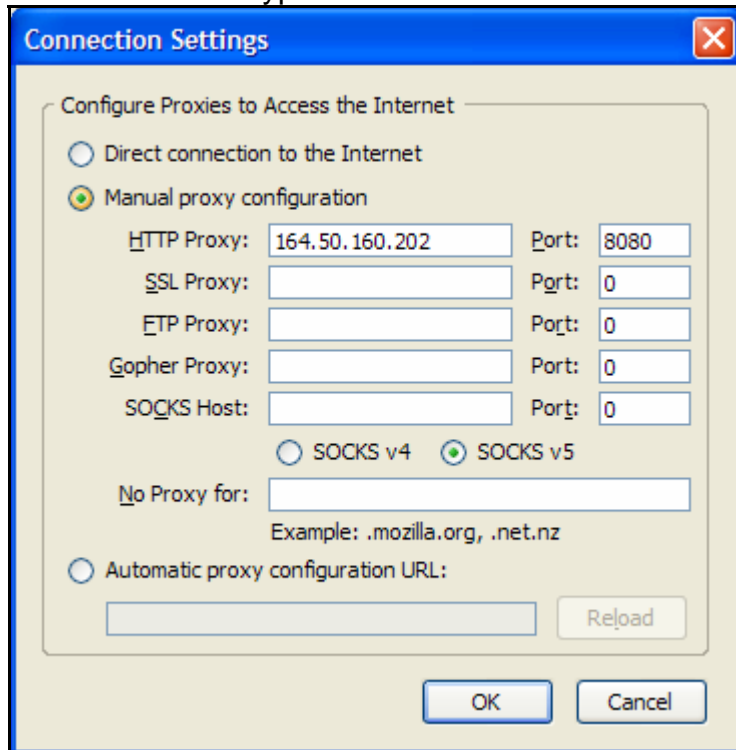 Connection Settings
Configure Proxies to Access the Internet
Direct connection to the Internet
Manual proxy configuration
HTTP Proxy: 164.50.160.202 Port: 8080
SSL Proxy: Port: 0
FTP Proxy: Port: 0
Gopher Proxy: Port: 0
SOCKS Host: Port: 0
SOCKS v4 SOCKS v5
No Proxy for:
Example: .mozilla.org, .net.nz
Automatic proxy configuration URL:
Reload
OK Cancel